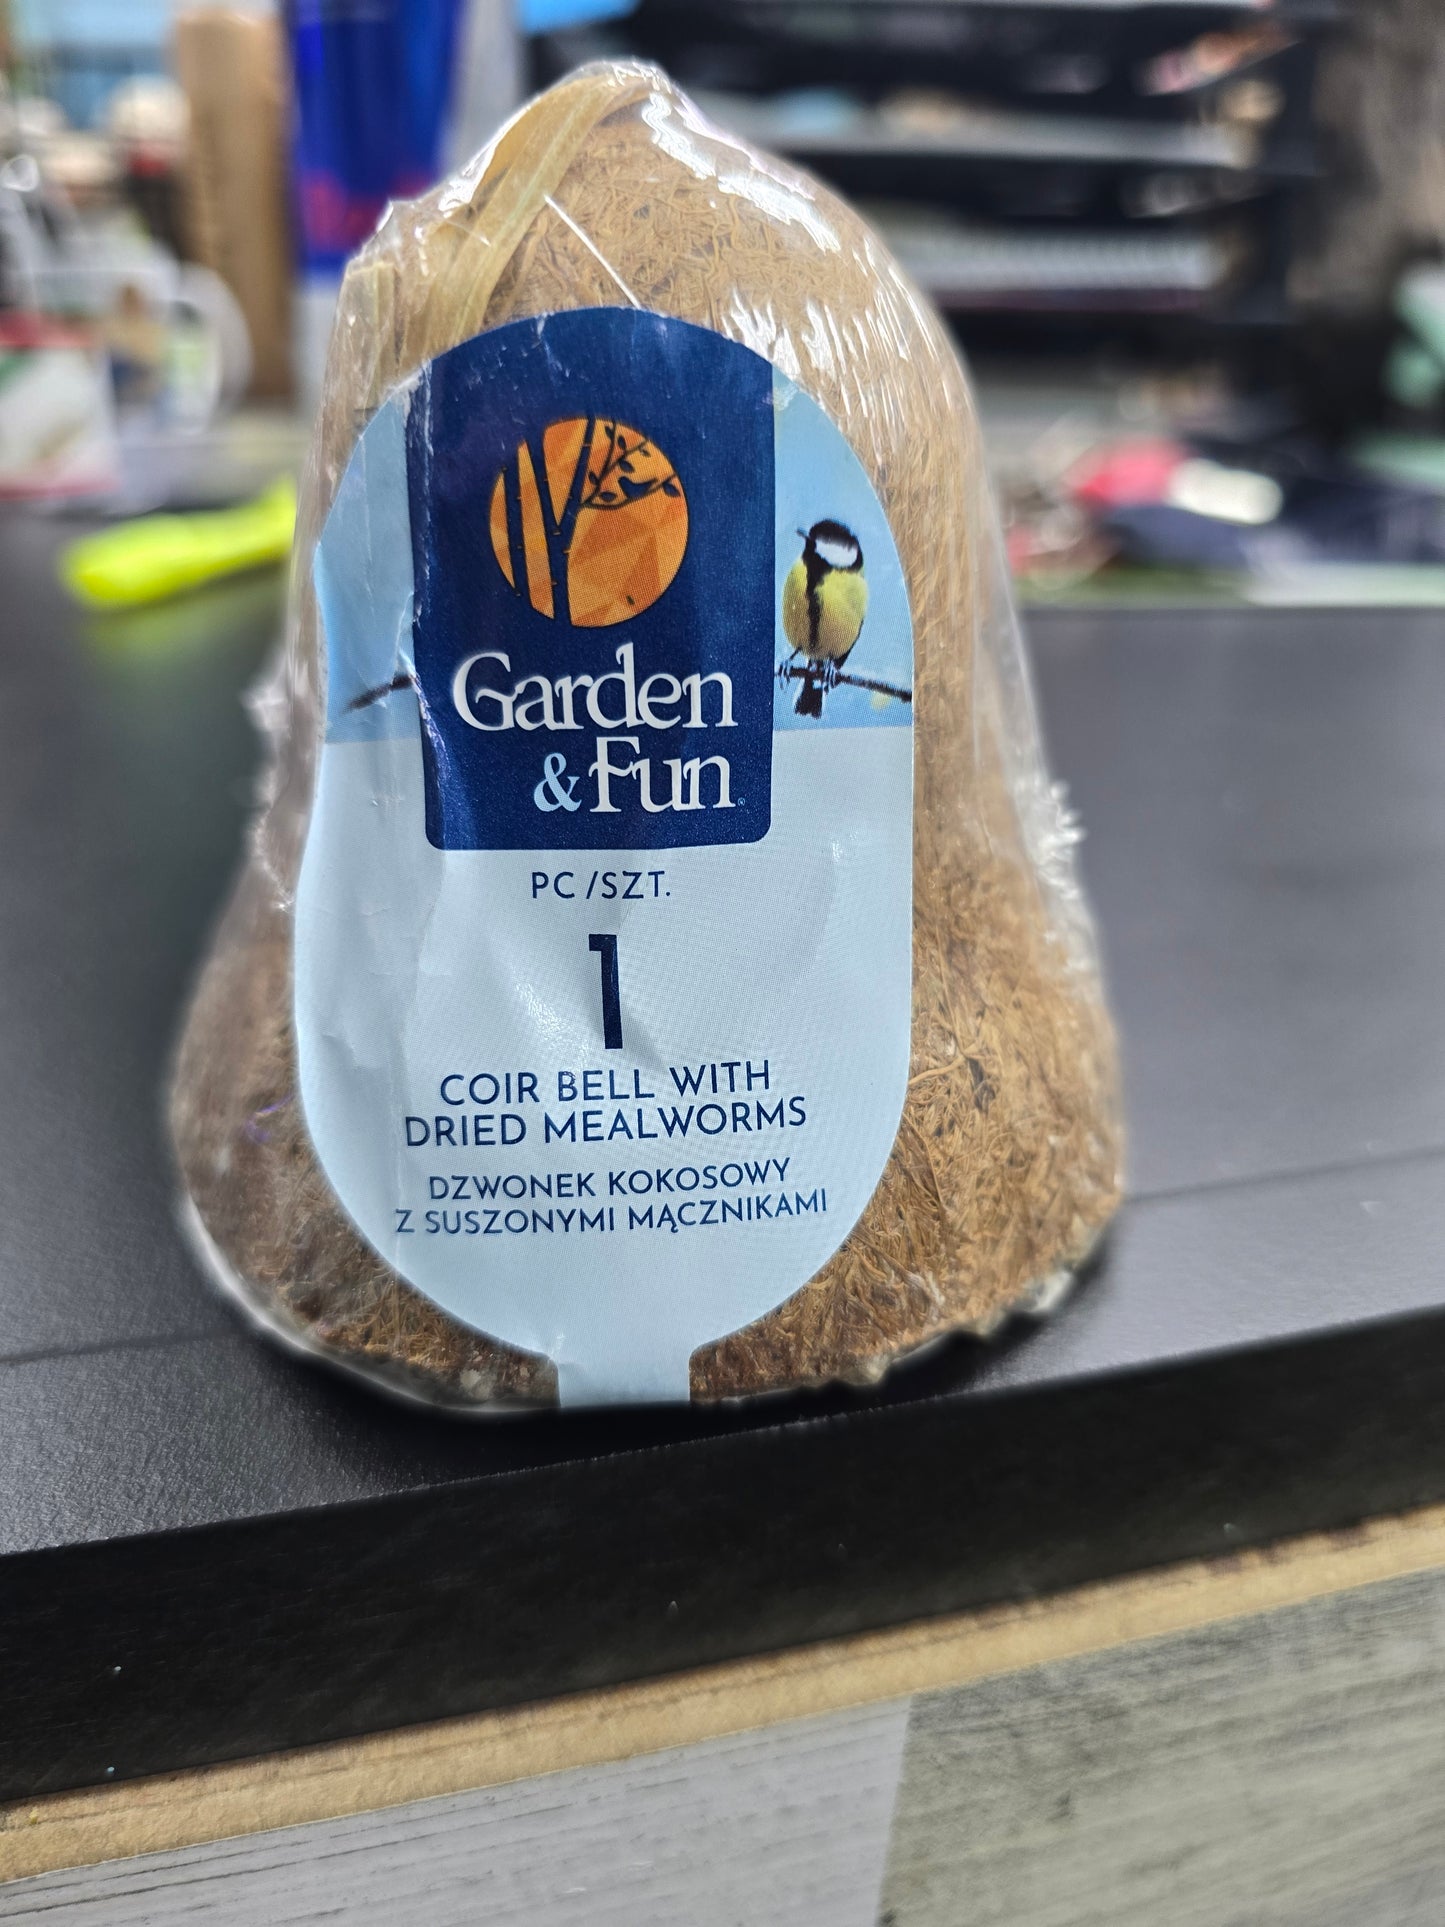 Garden
& Fun®
PC/SZT.
1
COIR BELL WITH
DRIED MEALWORMS
DZWONEK KOKOSOWY
Z SUSZONYMI MĄCZNIKAMI